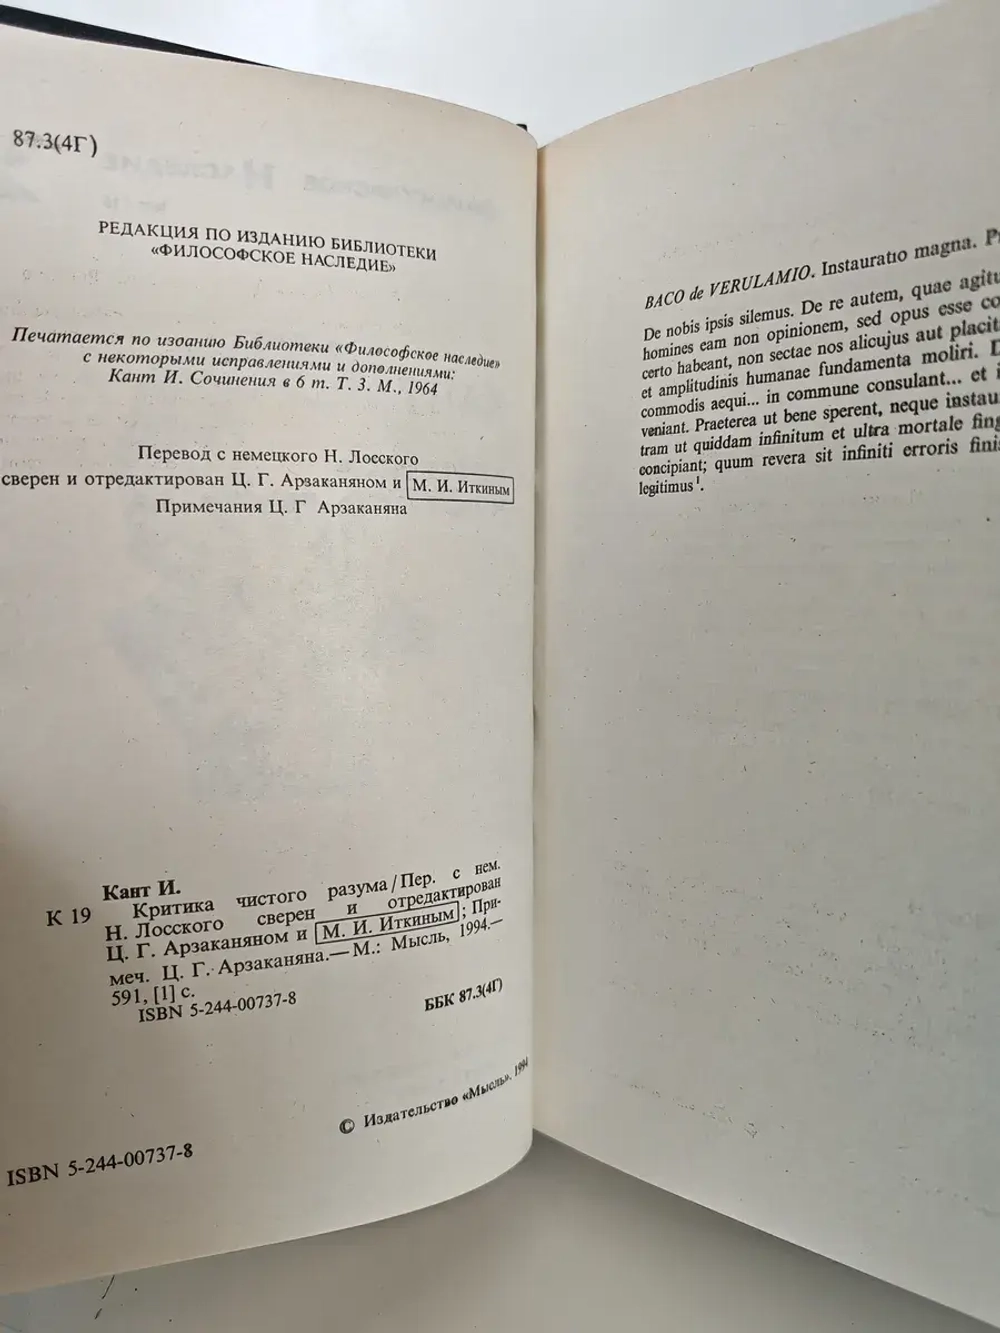 87.3(4Г)
РЕДАКЦИЯ ПО ИЗДАНИЮ БИБЛИОТЕКИ
«ФИЛОСОФСКОЕ НАСЛЕДИЕ»
Печатается по изданию Библиотеки «Философское наследие»
с некоторыми исправлениями и дополнениями:
Кант И. Сочинения в 6 т. Т. 3. М., 1964
Перевод с немецкого Н. Лосского
сверен и отредактирован Ц. Г. Арзаканяном и М. И. Иткиным
Примечания Ц. Г Арзаканяна
Кант И.
К 19 Критика чистого разума/Пер. с нем.
Н. Лосского сверен и отредактирован
Ц. Г. Арзаканяном и М. И. Иткиным; При-
меч. Ц. Г. Арзаканяна.— М.: Мысль, 1994.—
591, [1] с.
ISBN 5-244-00737-8
ББК 87.3(4Г)
© Издательство «Мысль». 1994
ISBN 5-244-00737-8
BACO de VERULAMIO. Instauratio magna.
De nobis ipsis silemus. De re autem, quae agitu
homines eam non opinionem, sed opus esse co
certo habeant, non sectae nos alicujus aut placit
et amplitudinis humanae fundamenta moliri. D
commodis aequi... in commune consulant... et i
veniant. Praeterea ut bene sperent, neque instau
tram ut quiddam infinitum et ultra mortale fing
concipiant; quum revera sit infiniti erroris fini
legitimus¹.